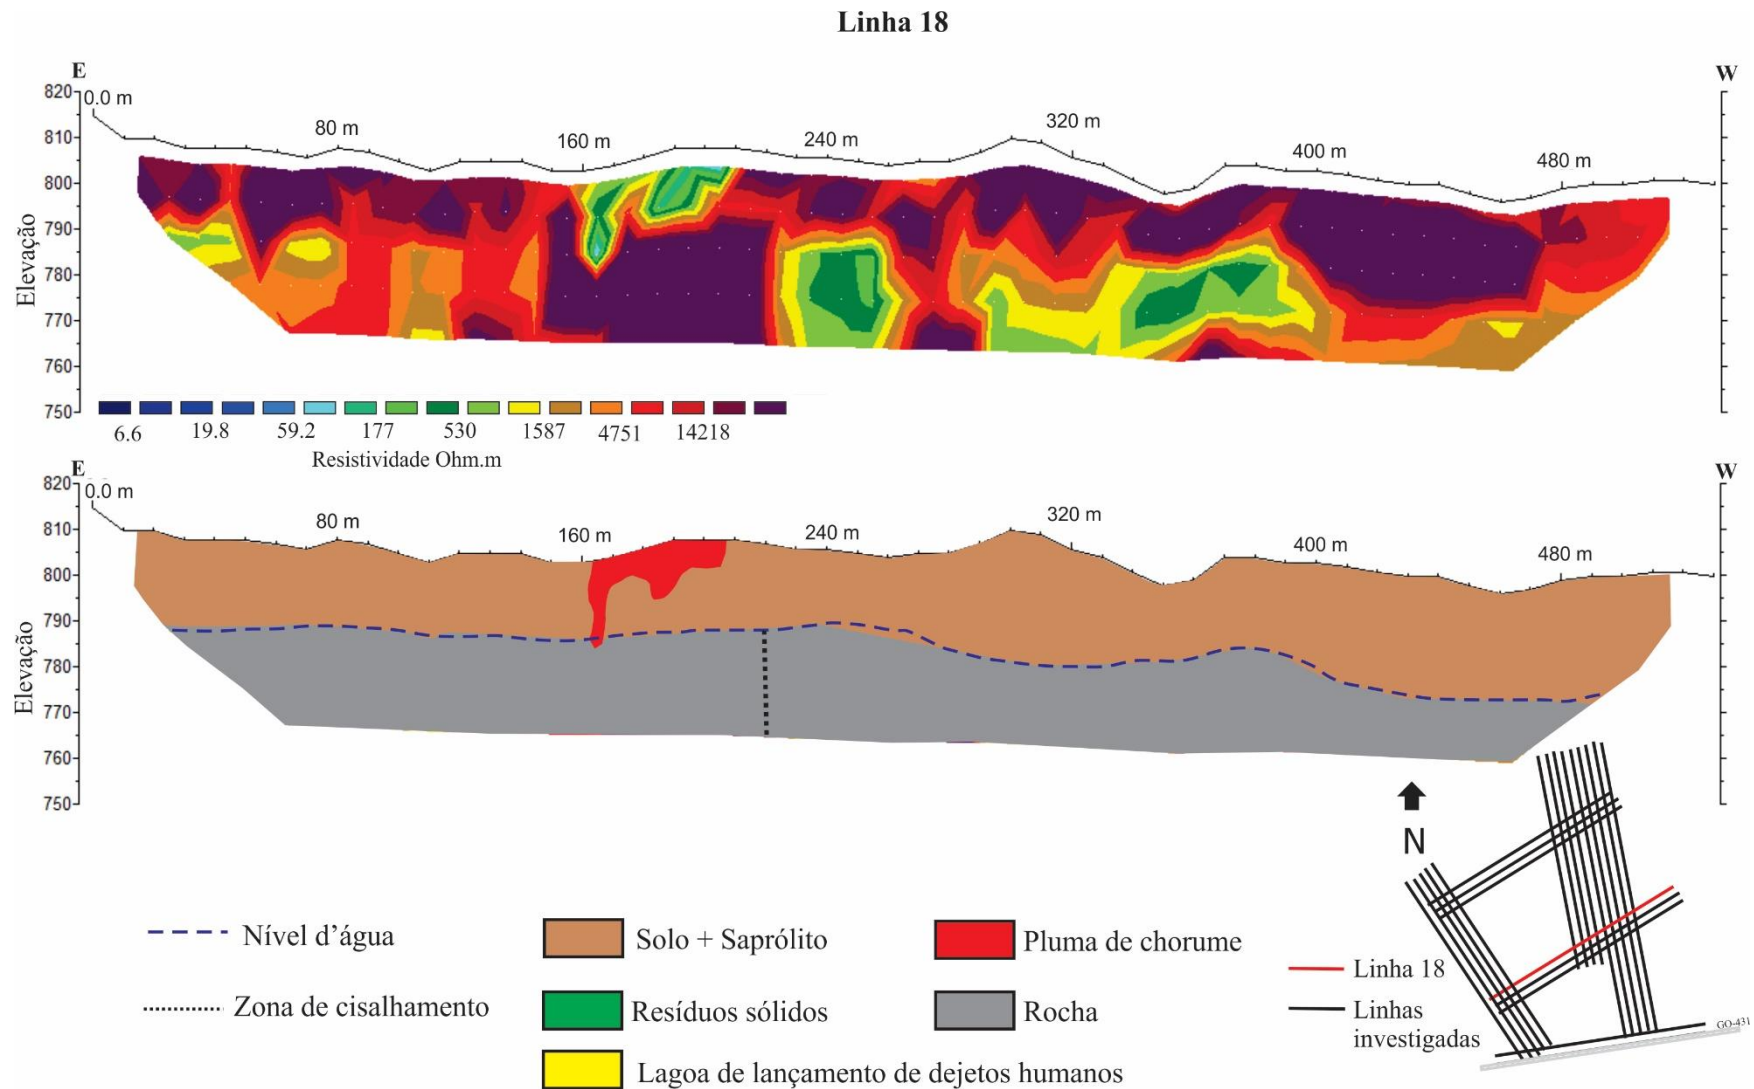 Linha 18
E
W
820
810
800
790
780
770
760
750
Elevação
0.0 m
80 m
160 m
240 m
320 m
400 m
480 m
6.6
19.8
59.2
177
530
1587
4751
14218
Resistividade Ohm.m
E
W
820
810
800
790
780
770
760
750
Elevação
0.0 m
80 m
160 m
240 m
320 m
400 m
480 m
N
Nível d’água
Zona de cisalhamento
Solo + Saprólito
Resíduos sólidos
Lagoa de lançamento de dejetos humanos
Pluma de chorume
Rocha
Linha 18
Linhas
investigadas
GO-431